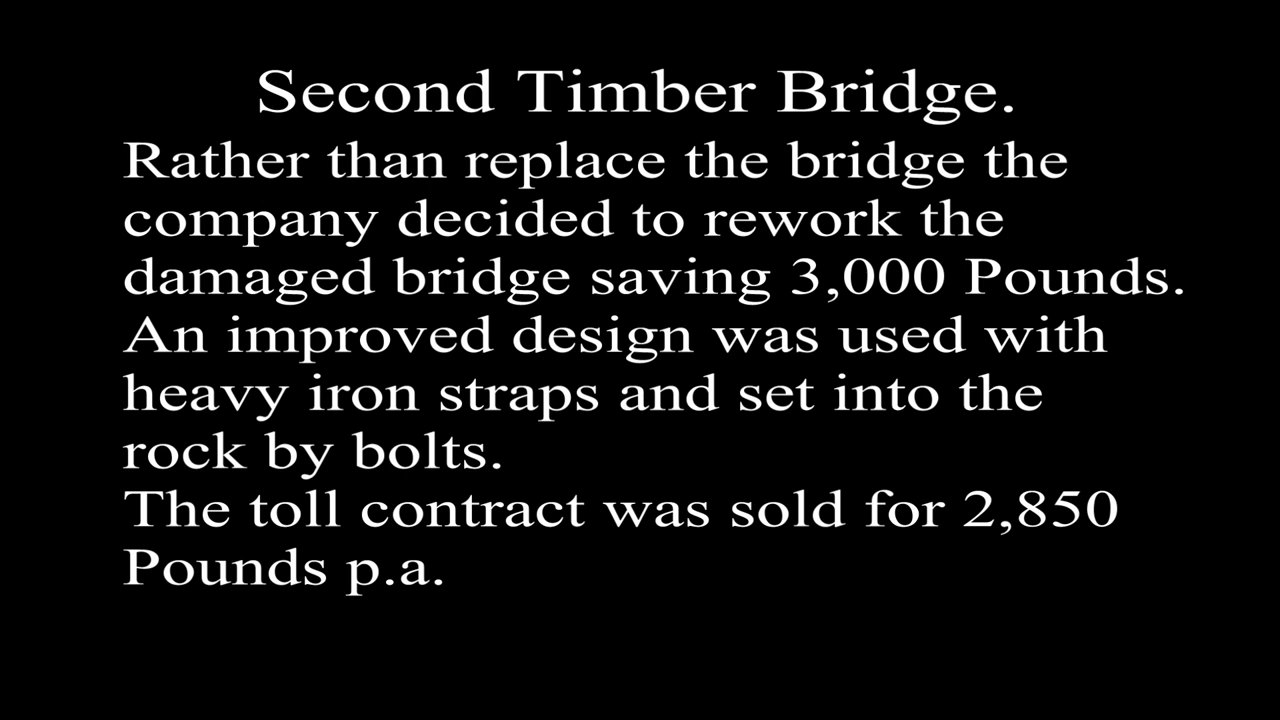 Second Timber Bridge.
Rather than replace the bridge the
company decided to rework the
damaged bridge saving 3,000 Pounds.
An improved design was used with
heavy iron straps and set into the
rock by bolts.
The toll contract was sold for 2,850
Pounds p.a.